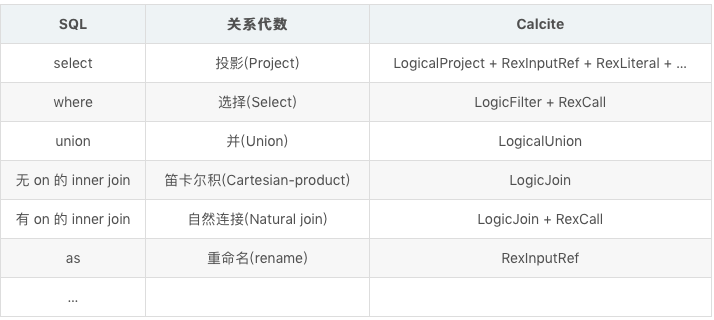 SQL 关系代数 Calcite
select 投影(Project) LogicalProject + RexInputRef + RexLiteral + ...
where 选择(Select) LogicFilter + RexCall
union 并(Union) LogicalUnion
无 on 的 inner join 笛卡尔积(Cartesian-product) LogicJoin
有 on 的 inner join 自然连接(Natural join) LogicJoin + RexCall
as 重命名(rename) RexInputRef
...